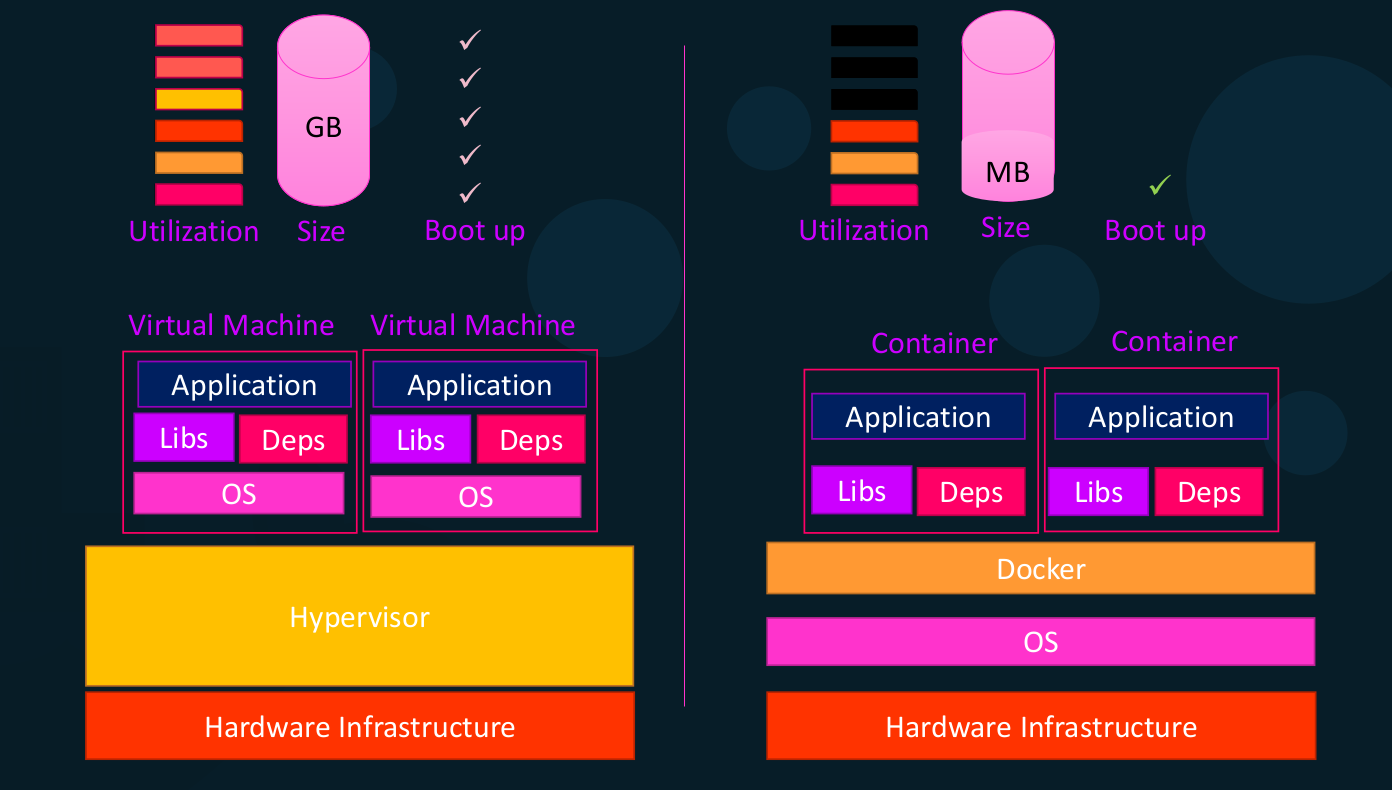 GB
Utilization
Size
Boot up
Virtual Machine
Virtual Machine
Application
Libs
Deps
OS
Application
Libs
Deps
OS
Hypervisor
Hardware Infrastructure
MB
Utilization
Size
Boot up
Container
Container
Application
Libs
Deps
Application
Libs
Deps
Docker
OS
Hardware Infrastructure